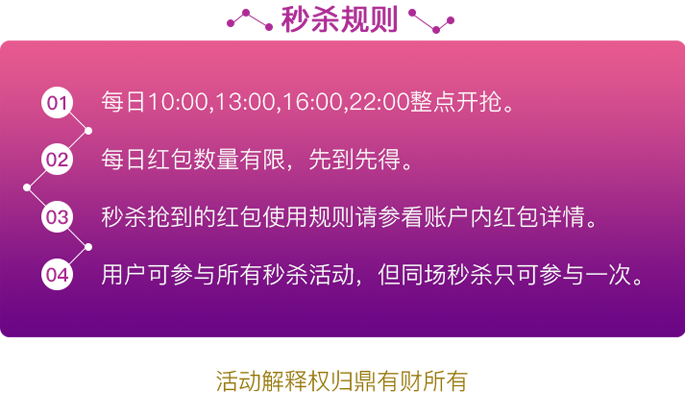 秒杀规则
01 每日10:00,13:00,16:00,22:00整点开抢。
02 每日红包数量有限，先到先得。
03 秒杀抢到的红包使用规则请参看账户内红包详情。
04 用户可参与所有秒杀活动，但同场秒杀只可参与一次。
活动解释权归鼎有财所有